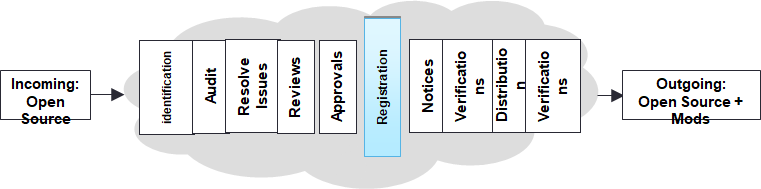 Incoming:
Open
Source
identification
Audit
Resolve
Issues
Reviews
Approvals
Registration
Notices
Verificatio
ns
Distributio
n
Verificatio
ns
Outgoing:
Open Source +
Mods